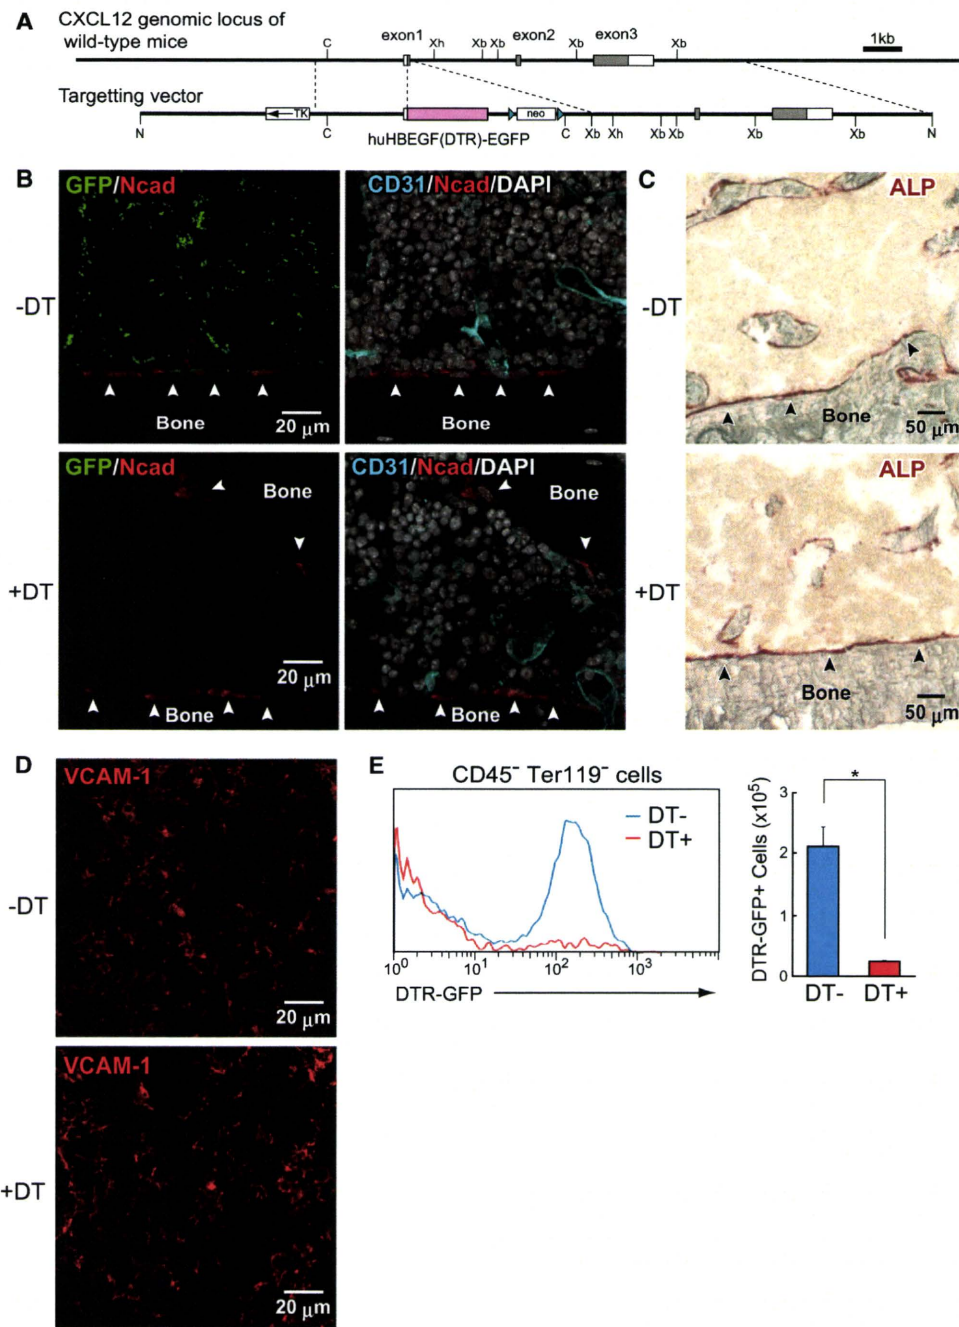 A
CXCL12 genomic locus of
wild-type mice
C
exon1
Xh
Xb
Xb
exon2
Xb
exon3
Xb
1kb
Targetting vector
TK
neo
N
C
huHBEGF(DTR)-EGFP
C
Xb
Xh
Xb
Xb
Xb
Xb
N
B
GFP/Ncad
CD31/Ncad/DAPI
-DT
Bone
20 μm
Bone
20 μm
GFP/Ncad
CD31/Ncad/DAPI
+DT
Bone
Bone
20 μm
20 μm
Bone
Bone
C
ALP
-DT
Bone
50 μm
ALP
+DT
Bone
50 μm
D
VCAM-1
-DT
20 μm
VCAM-1
+DT
20 μm
E
CD45⁻ Ter119⁻ cells
DT-
DT+
10⁰ 10¹ 10² 10³
DTR-GFP
DTR-GFP+ Cells (x10⁵)
*
3
2
1
0
DT- DT+